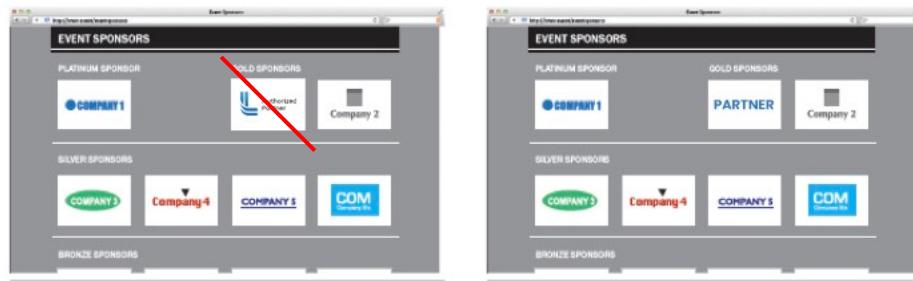 Event Sponsors
EVENT SPONSORS
PLATINUM SPONSOR
GOLD SPONSORS
COMPANY 1
Authorized
Partner
Company 2
SILVER SPONSORS
COMPANY 3
Company 4
COMPANY 5
COM
BRONZE SPONSORS
Event Sponsors
EVENT SPONSORS
PLATINUM SPONSOR
GOLD SPONSORS
COMPANY 1
PARTNER
Company 2
SILVER SPONSORS
COMPANY 3
Company 4
COMPANY 5
COM
BRONZE SPONSORS